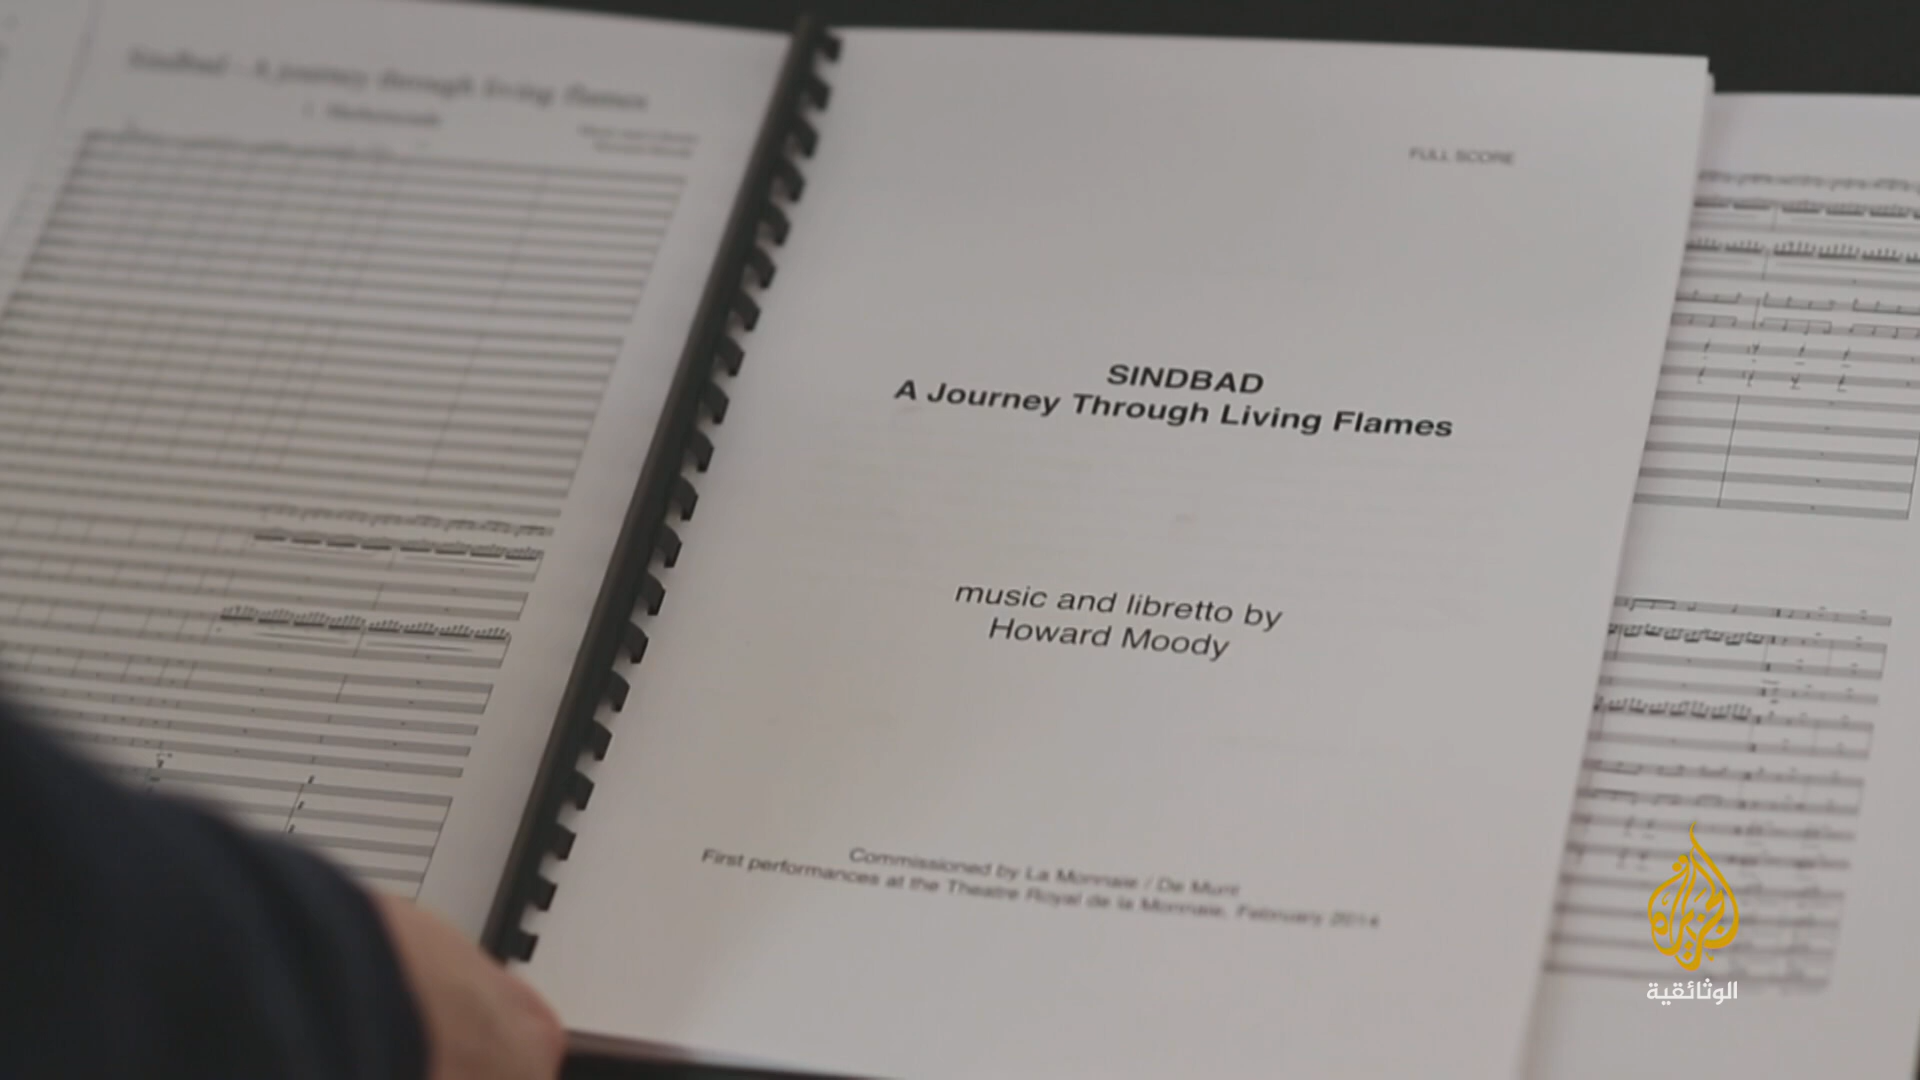 Sindbad - A journey through living flames
FULL SCORE
SINDBAD
A Journey Through Living Flames
music and libretto by
Howard Moody
Commissioned by La Monnaie / De Munt
First performances at the Theatre Royal de la Monnaie, February 2014
الجزيرة
الوثائقية